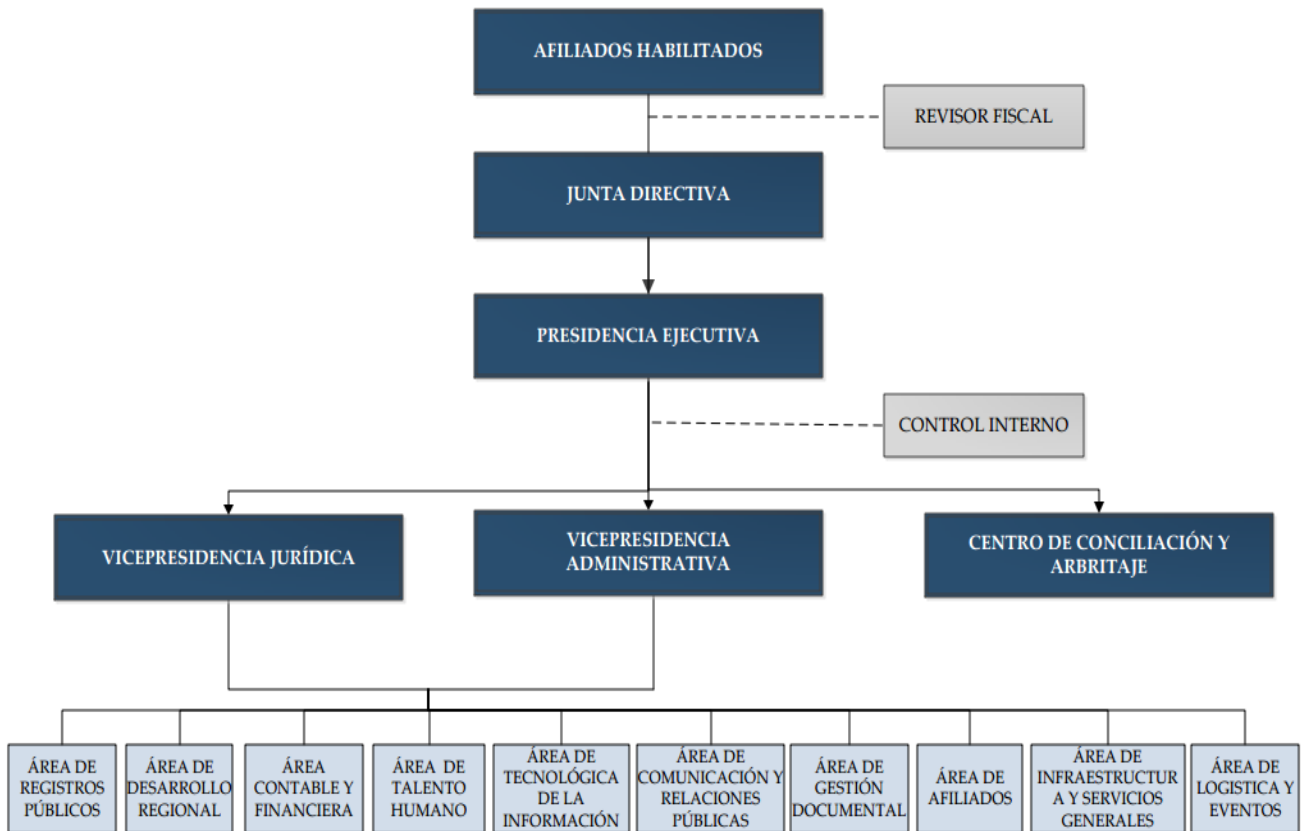 AFILIADOS HABILITADOS
REVISOR FISCAL
JUNTA DIRECTIVA
PRESIDENCIA EJECUTIVA
CONTROL INTERNO
VICEPRESIDENCIA JURÍDICA
VICEPRESIDENCIA
ADMINISTRATIVA
CENTRO DE CONCILIACIÓN Y
ARBRITAJE
ÁREA DE
REGISTROS
PÚBLICOS
ÁREA DE
DESARROLLO
REGIONAL
ÁREA
CONTABLE Y
FINANCIERA
ÁREA DE
TALENTO
HUMANO
ÁREA DE
TECNOLÓGICA
DE LA
INFORMACIÓN
ÁREA DE
COMUNICACIÓN Y
RELACIONES
PÚBLICAS
ÁREA DE
GESTIÓN
DOCUMENTAL
ÁREA DE
AFILIADOS
ÁREA DE
INFRAESTRUCTUR
A Y SERVICIOS
GENERALES
ÁREA DE
LOGISTICA Y
EVENTOS